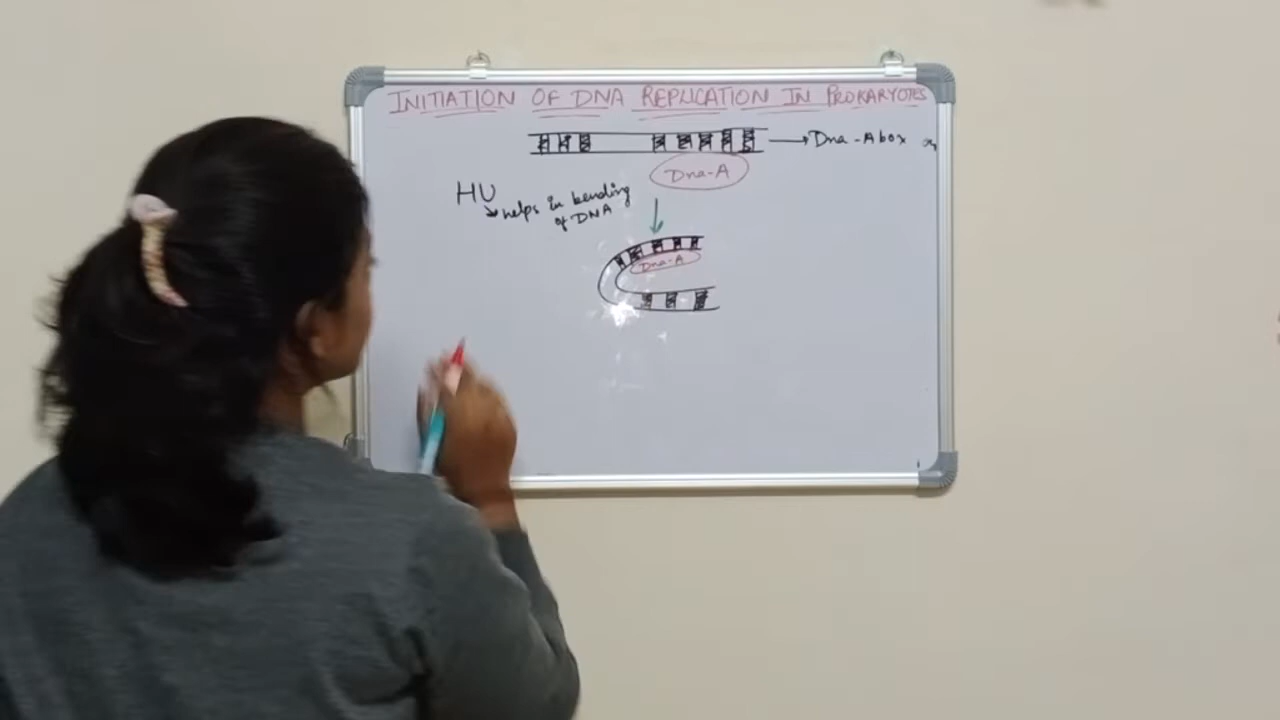 INITIATION OF DNA REPLICATION IN PROKARYOTES
Dna-A box
Dna-A
HU
helps in bending
of DNA
Dna-A